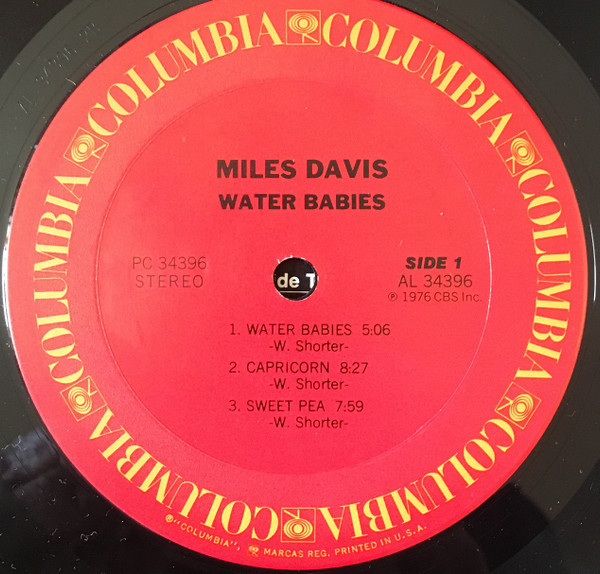 COLUMBIA COLUMBIA COLUMBIA COLUMBIA COLUMBIA COLUMBIA COLUMBIA COLUMBIA
MILES DAVIS
WATER BABIES
PC 34396
STEREO
de T
SIDE 1
AL 34396
℗ 1976 CBS Inc.
1. WATER BABIES 5:06
-W. Shorter-
2. CAPRICORN 8:27
-W. Shorter-
3. SWEET PEA 7:59
-W. Shorter-
®"COLUMBIA", MARCAS REG. PRINTED IN U.S.A.